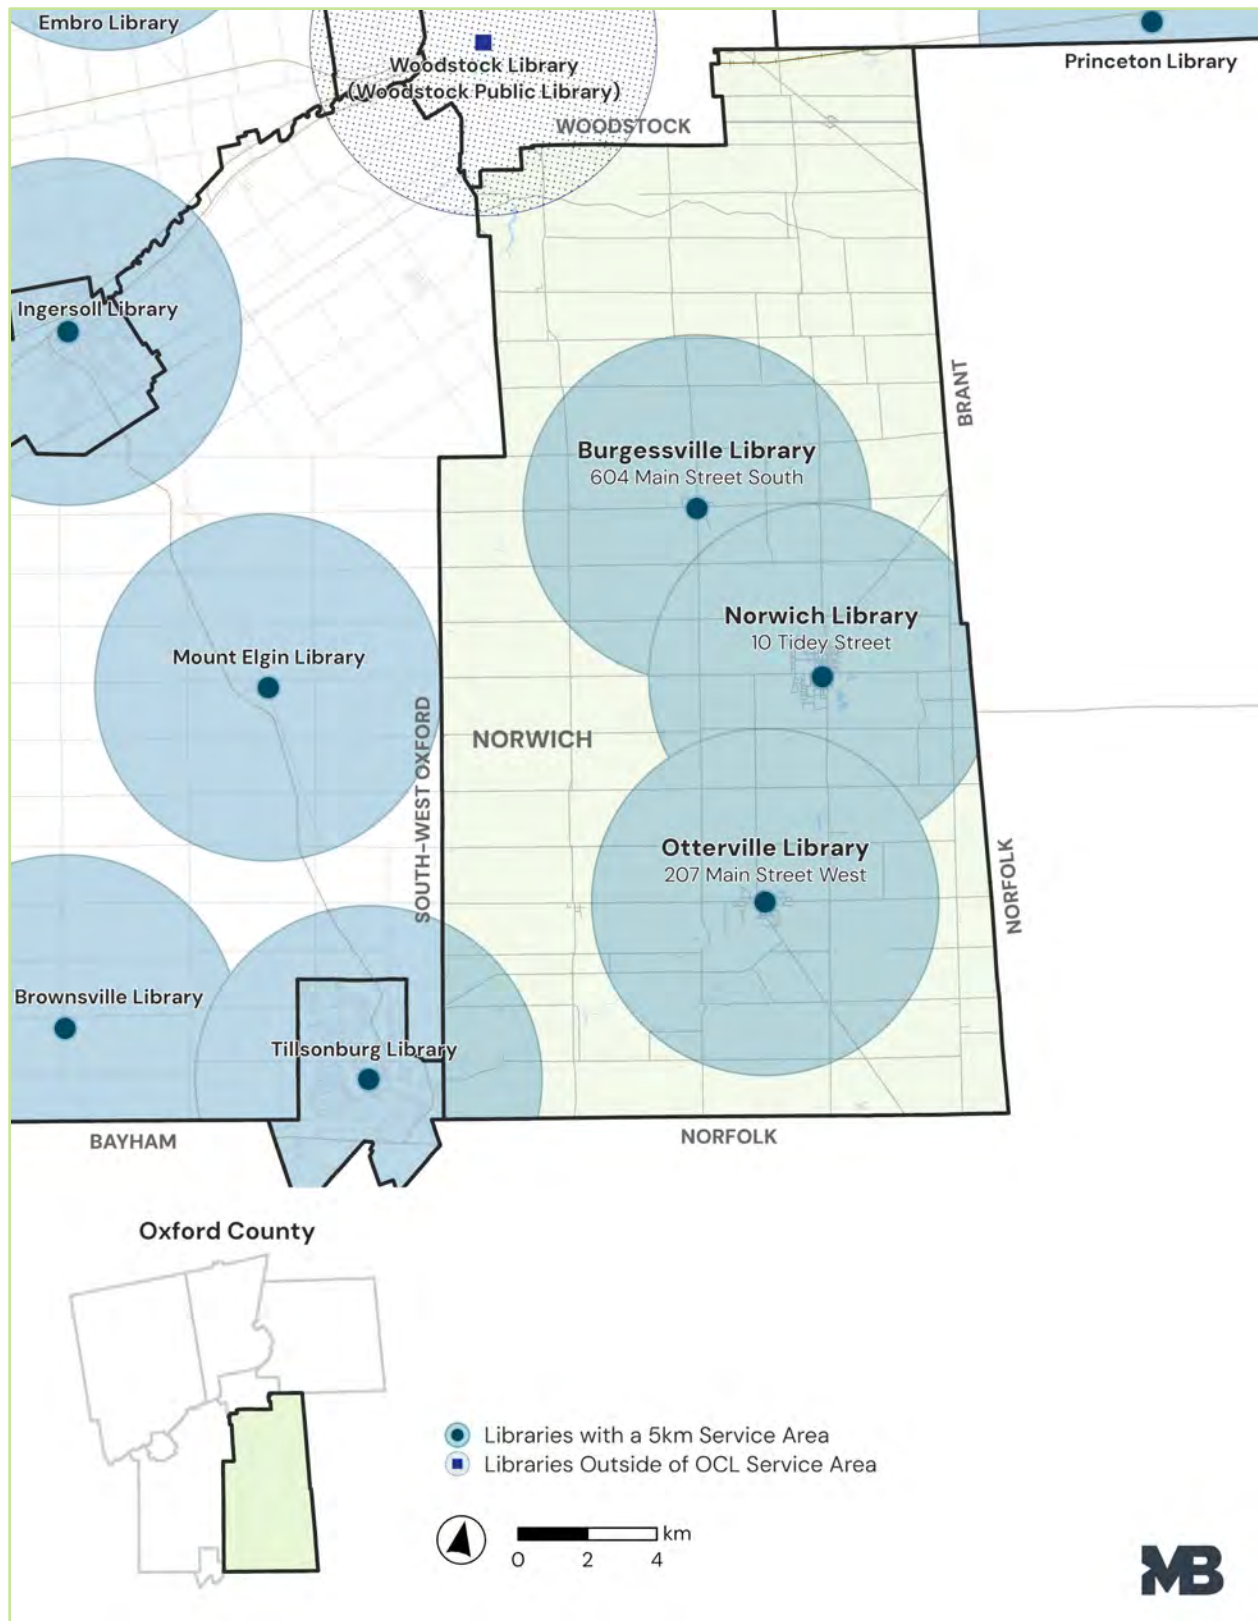 Embro Library
Woodstock Library
(Woodstock Public Library)
WOODSTOCK
Princeton Library
Ingersoll Library
BRANT
Burgessville Library
604 Main Street South
Norwich Library
10 Tidey Street
Mount Elgin Library
SOUTH-WEST OXFORD
NORWICH
Otterville Library
207 Main Street West
NORFOLK
Brownsville Library
Tillsonburg Library
BAYHAM
NORFOLK
Oxford County
Libraries with a 5km Service Area
Libraries Outside of OCL Service Area
km
0 2 4
MB